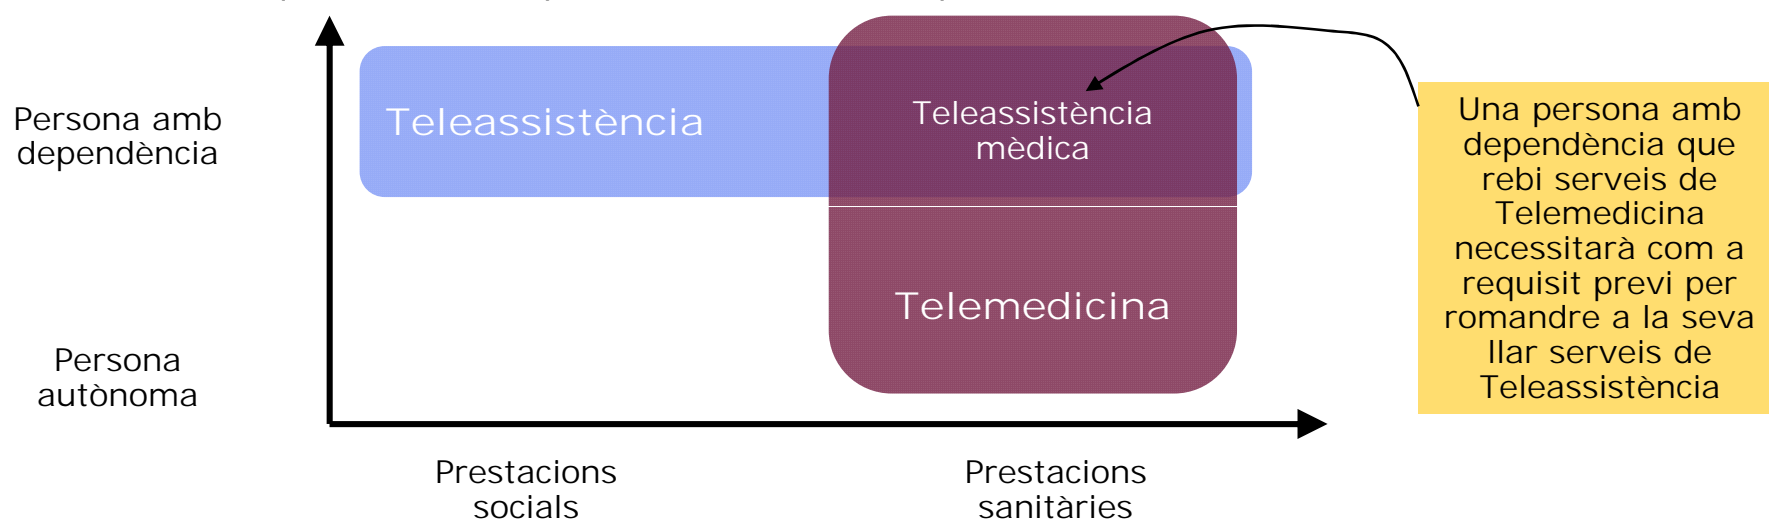 Persona amb
dependència
Teleassistència
Teleassistència
mèdica
Una persona amb
dependència que
rebi serveis de
Telemedicina
necessitarà com a
requisit previ per
romandre a la seva
llar serveis de
Teleassistència
Telemedicina
Persona
autònoma
Prestacions
socials
Prestacions
sanitàries